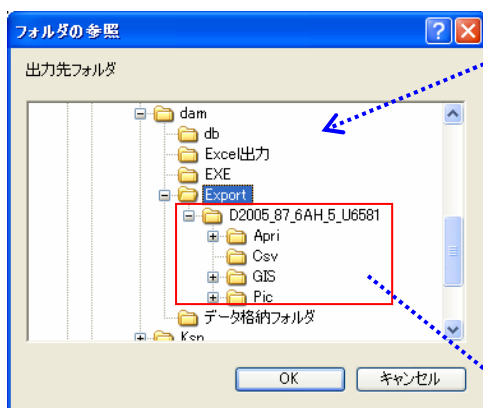 フォルダの参照
出力先フォルダ
dam
db
Excel出力
EXE
Export
D2005_87_6AH_5_U6581
Apri
Csv
GIS
Pic
データ格納フォルダ
Ksn
OK
キャンセル